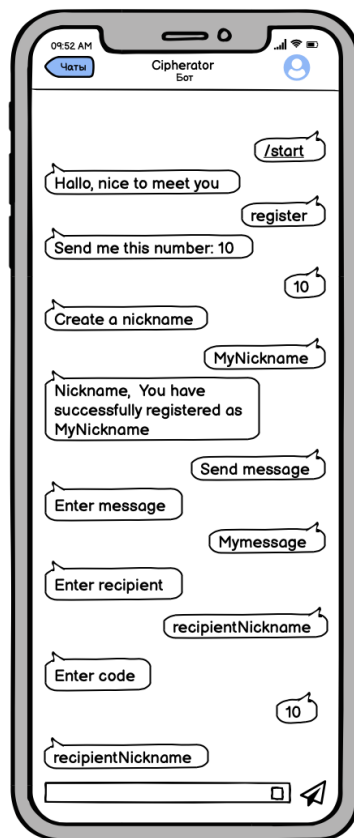 09:52 AM
Чаты
Cipherator
Бот
/start
Hallo, nice to meet you
register
Send me this number: 10
10
Create a nickname
MyNickname
Nickname, You have
successfully registered as
MyNickname
Send message
Enter message
Mymessage
Enter recipient
recipientNickname
Enter code
10
recipientNickname